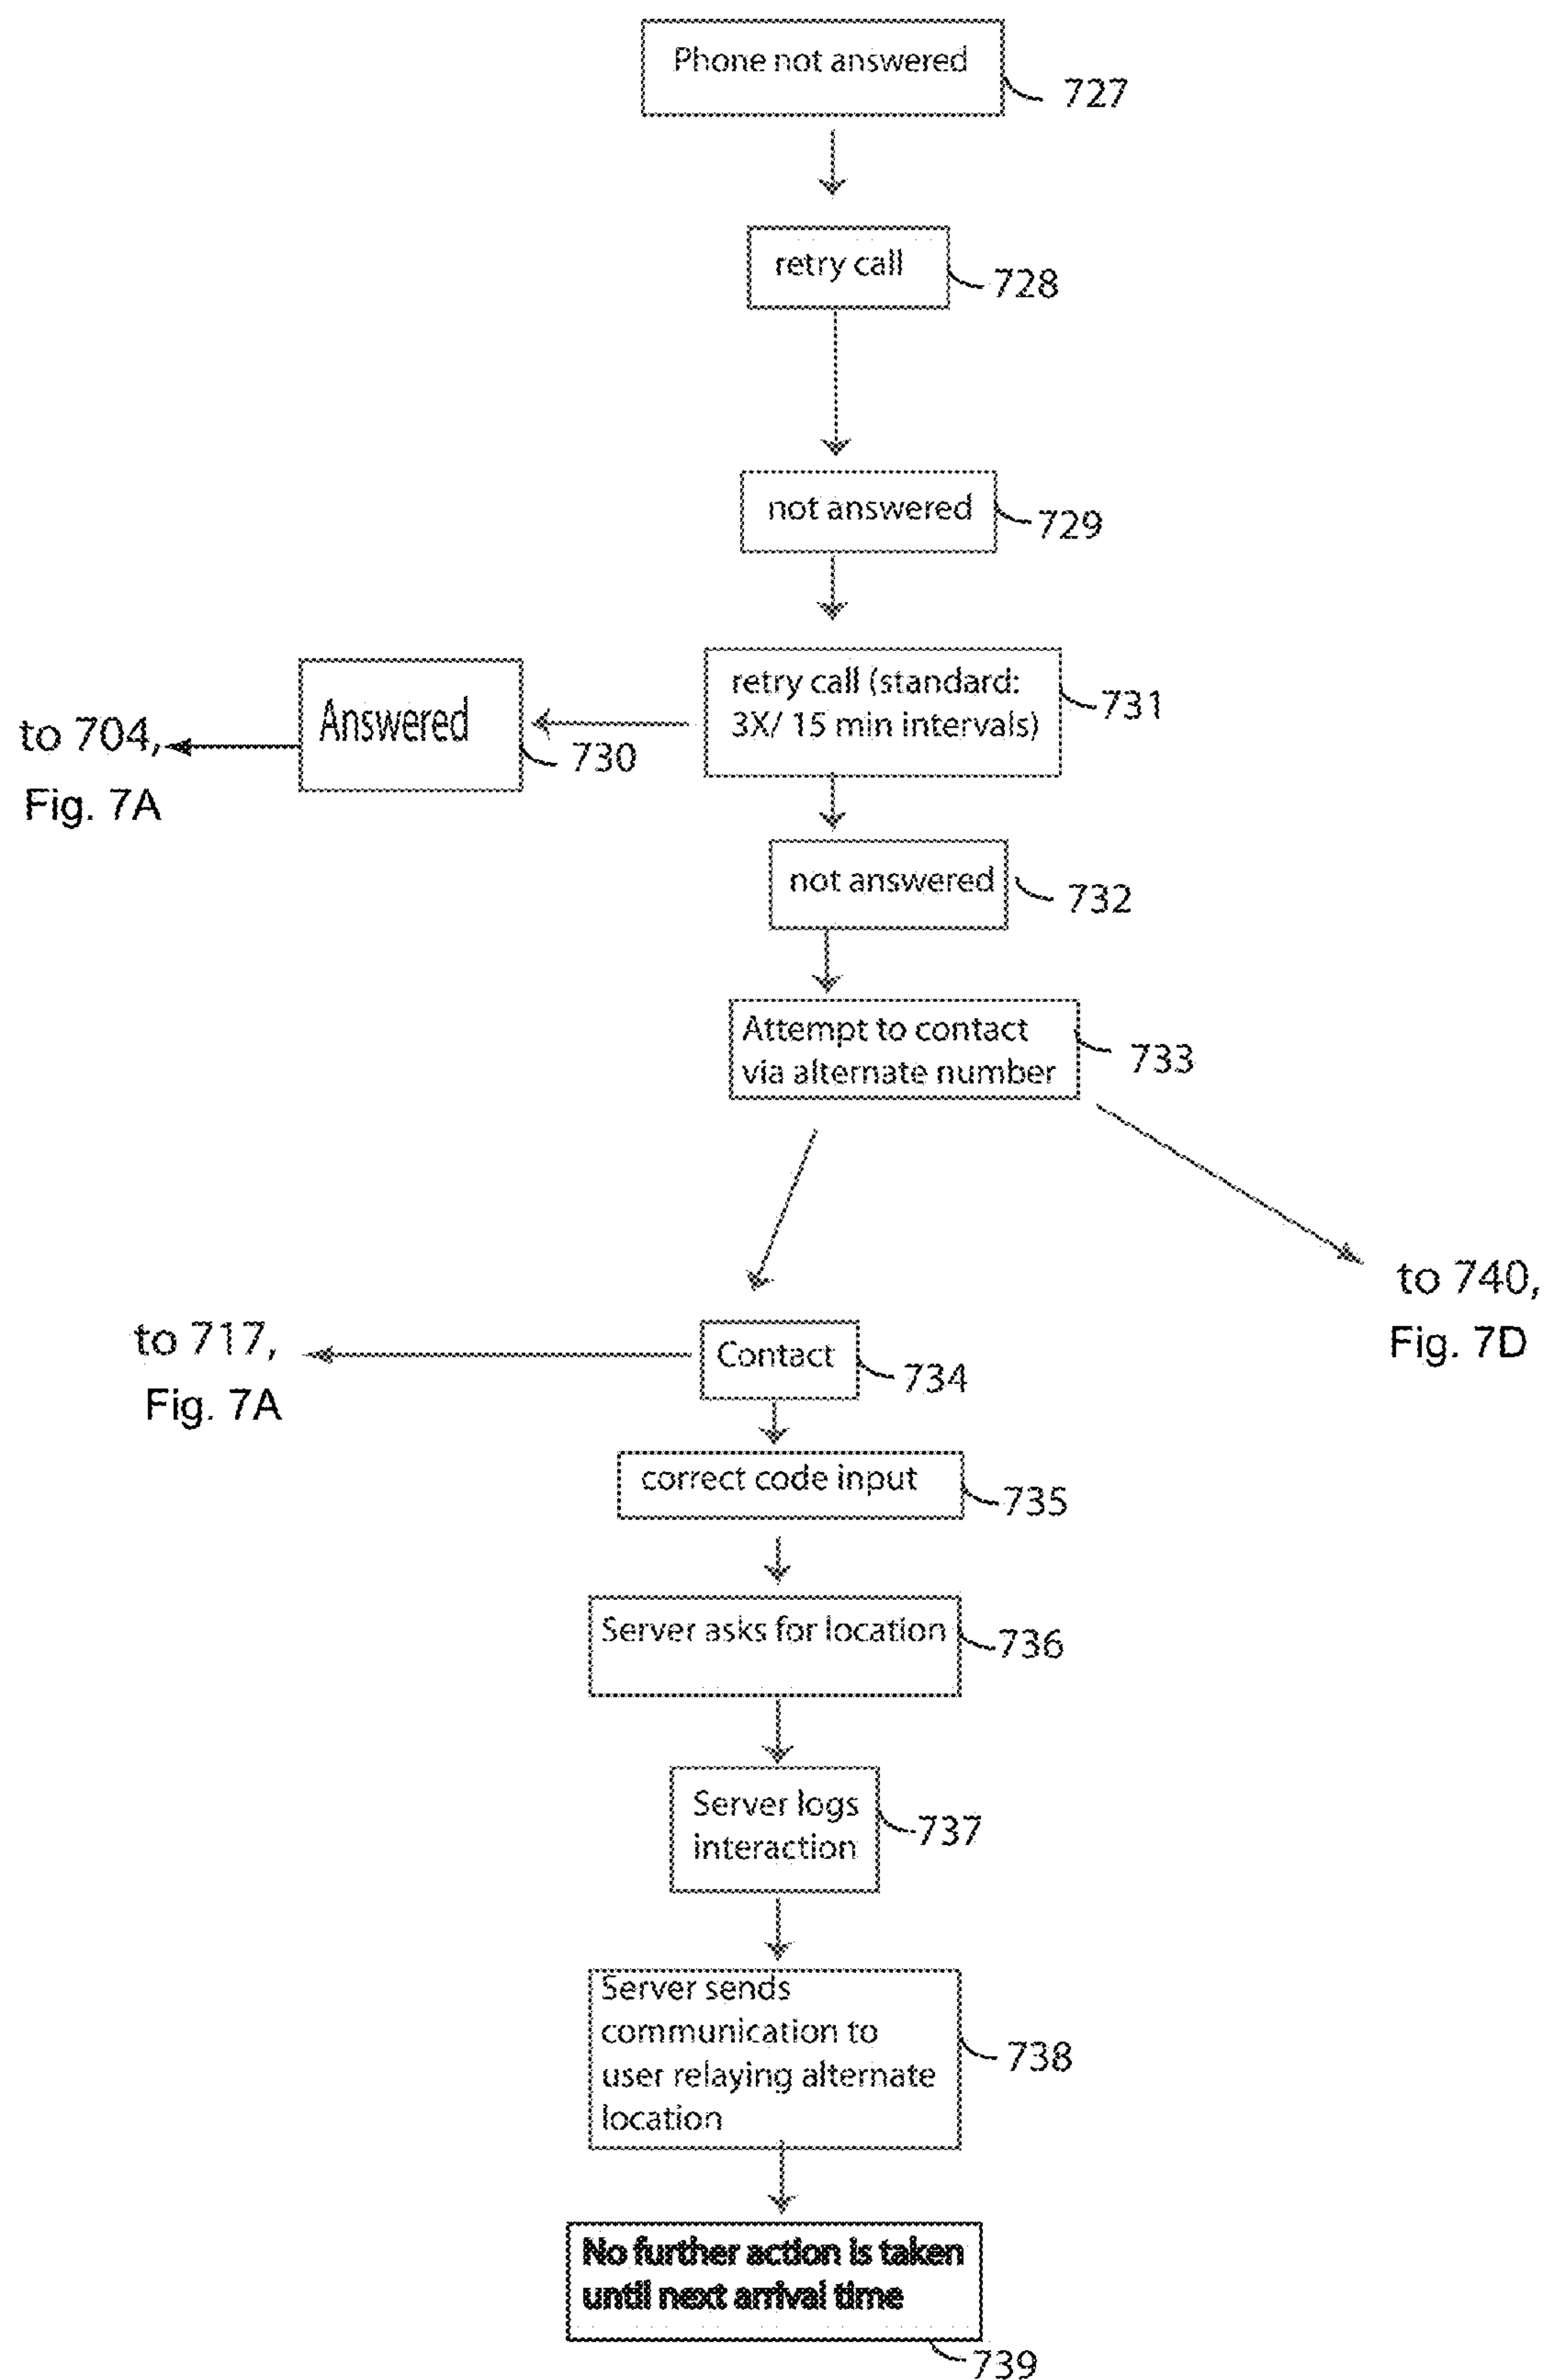 Phone not answered
727
retry call
728
not answered
729
retry call (standard:
3X/ 15 min intervals)
731
Answered
730
to 704,
Fig. 7A
not answered
732
Attempt to contact
via alternate number
733
to 740,
Fig. 7D
Contact
734
to 717,
Fig. 7A
correct code input
735
Server asks for location
736
Server logs
interaction
737
Server sends
communication to
user relaying alternate
location
738
No further action is taken
until next arrival time
739